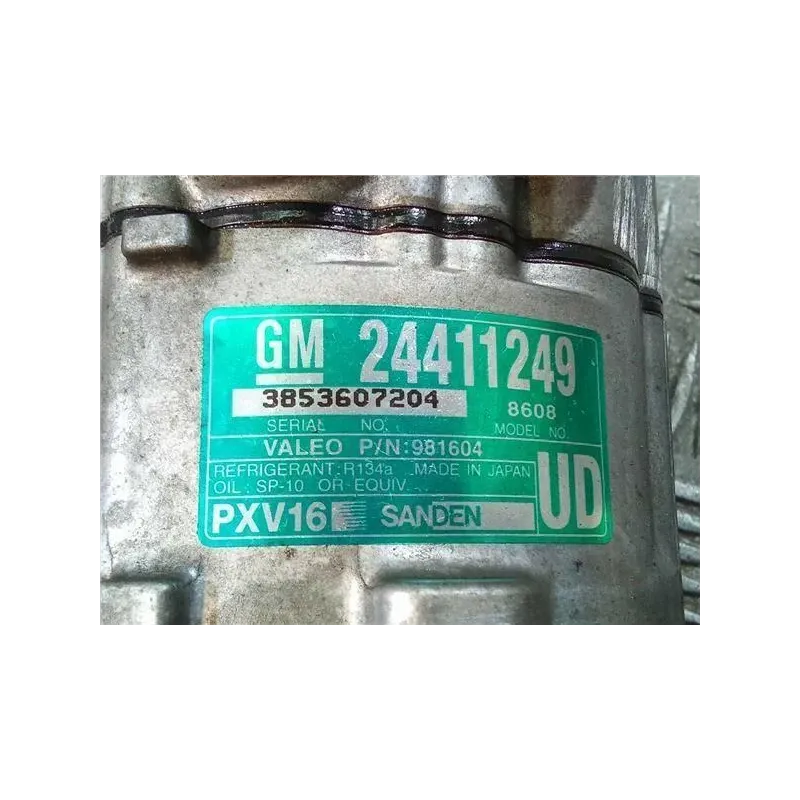 GM 24411249
3853607204 8608
SERIAL NO. MODEL NO.
VALEO P/N:981604
REFRIGERANT:R134a MADE IN JAPAN
OIL: SP-10 OR EQUIV. UD
PXV16 SANDEN